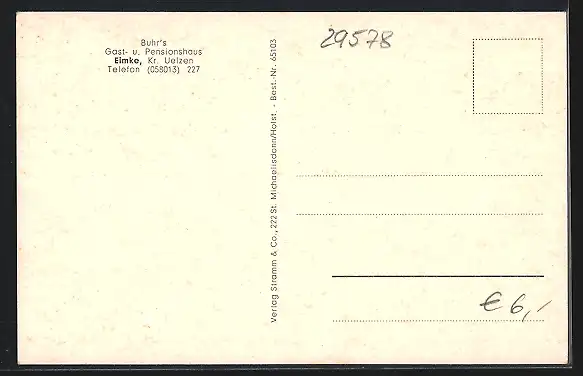 Buhr's
Gast- u. Pensionshaus
Eimke, Kr. Uelzen
Telefon (058013) 227
Verlag Stramm & Co., 222 St. Michaelisdonn/Holst. - Best.-Nr. 65103
29578
€ 6,-